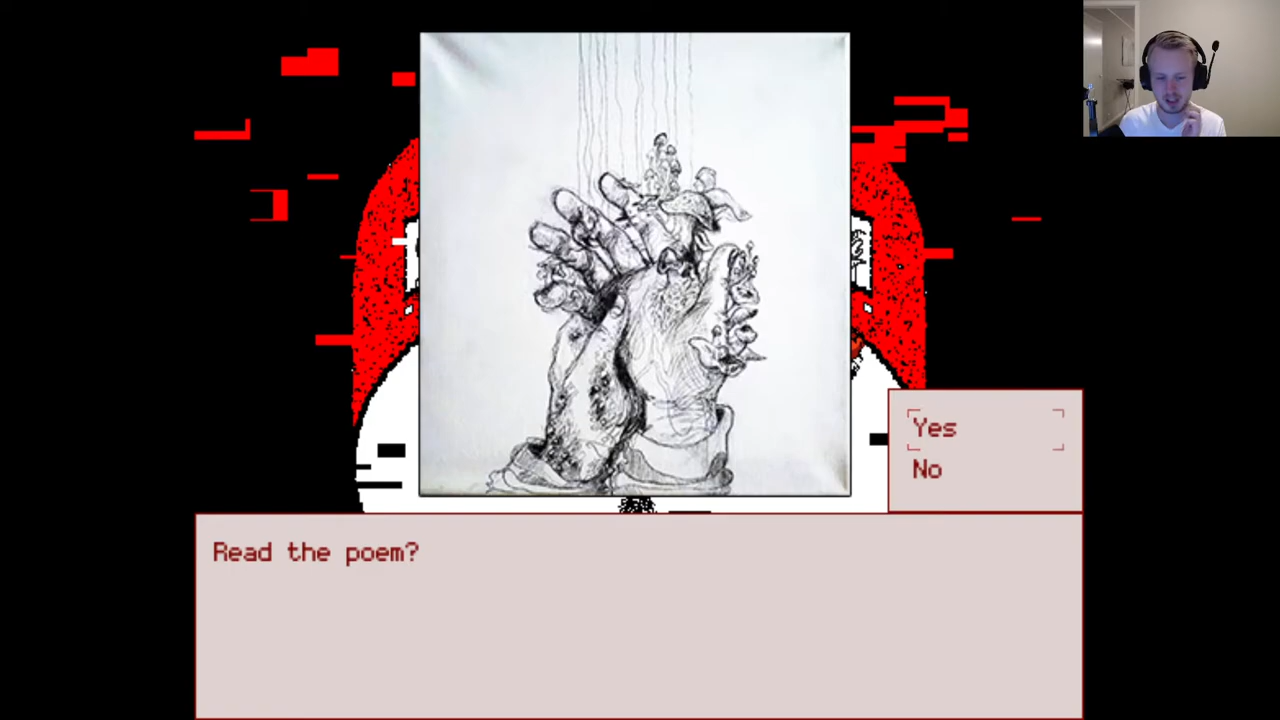 Yes
No
Read the poem?